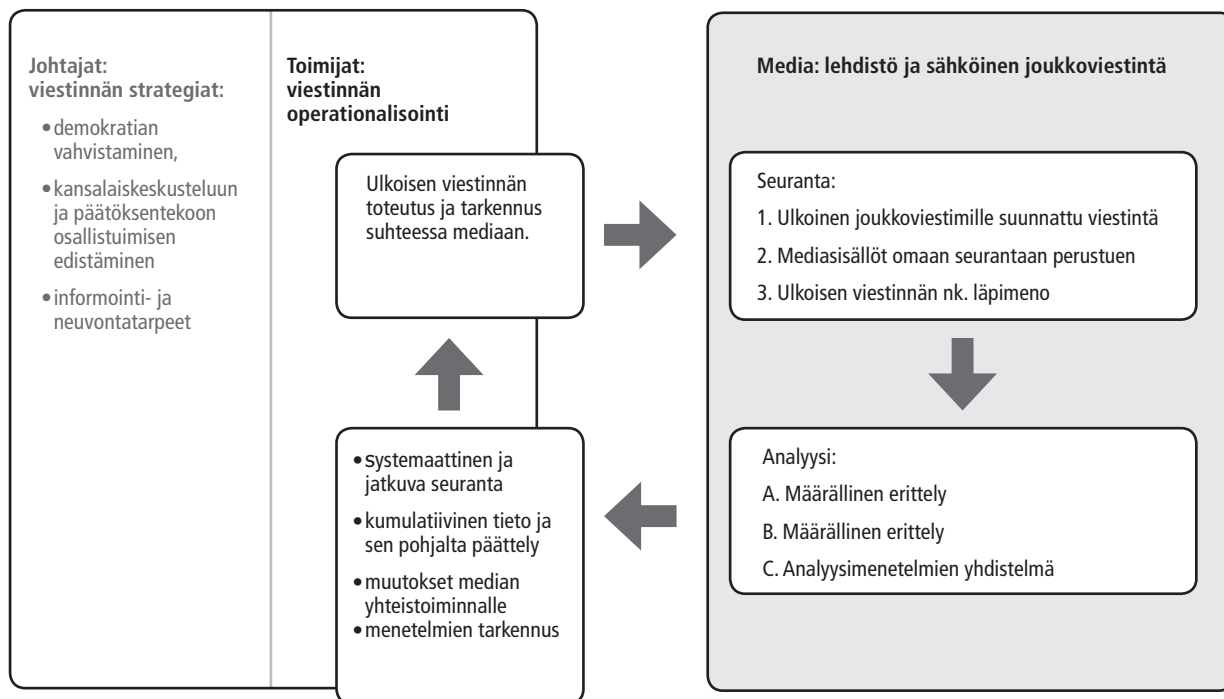 Johtajat:
viestinnän strategiat:
• demokratian
vahvistaminen,
• kansalaiskeskusteluun
ja päätöksentekoon
osallistuimisen
edistäminen
• informointi- ja
neuvontatarpeet
Toimijat:
viestinnän
operationalisointi
Ulkoisen viestinnän
toteutus ja tarkennus
suhteessa mediaan.
• systemaattinen ja
jatkuva seuranta
• kumulatiivinen tieto ja
sen pohjalta päättely
• muutokset median
yhteistoiminnalle
• menetelmien tarkennus
Media: lehdistö ja sähköinen joukkoviestintä
Seuranta:
1. Ulkoinen joukkoviestimille suunnattu viestintä
2. Mediasisällöt omaan seurantaan perustuen
3. Ulkoisen viestinnän nk. läpimeno
Analyysi:
A. Määrällinen erittely
B. Määrällinen erittely
C. Analyysimenetelmien yhdistelmä